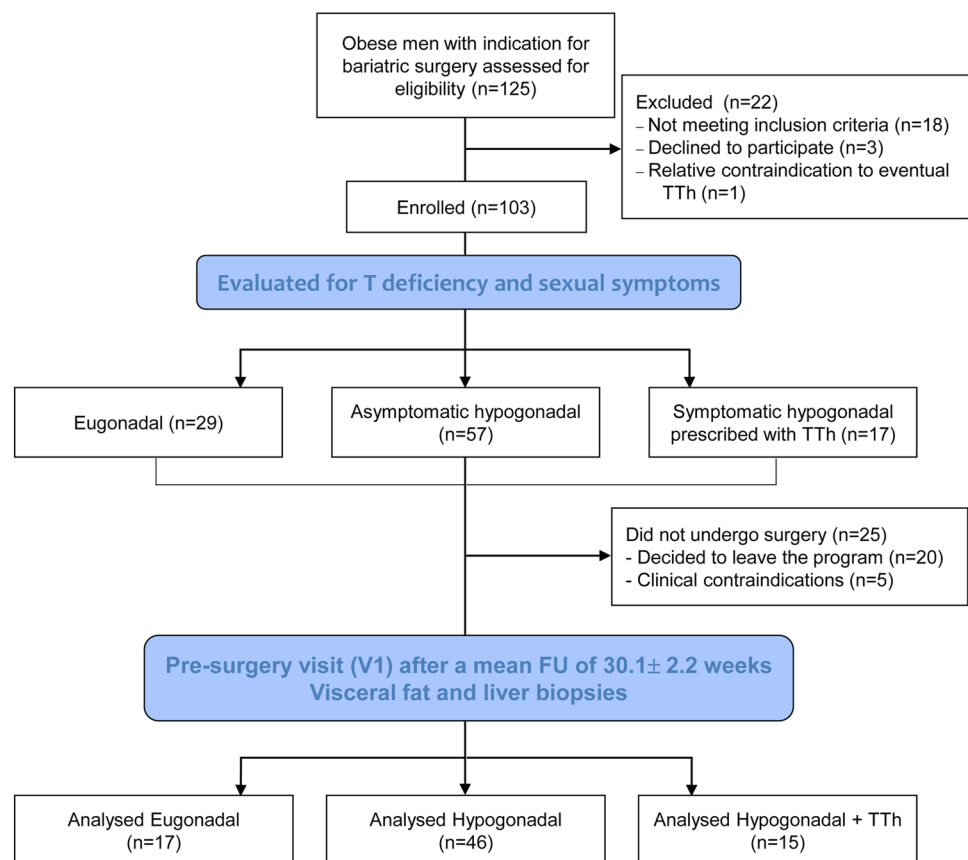 Obese men with indication for
bariatric surgery assessed for
eligibility (n=125)
Excluded (n=22)
– Not meeting inclusion criteria (n=18)
– Declined to participate (n=3)
– Relative contraindication to eventual
TTh (n=1)
Enrolled (n=103)
Evaluated for T deficiency and sexual symptoms
Eugonadal (n=29)
Asymptomatic hypogonadal
(n=57)
Symptomatic hypogonadal
prescribed with TTh (n=17)
Did not undergo surgery (n=25)
- Decided to leave the program (n=20)
- Clinical contraindications (n=5)
Pre-surgery visit (V1) after a mean FU of 30.1± 2.2 weeks
Visceral fat and liver biopsies
Analysed Eugonadal
(n=17)
Analysed Hypogonadal
(n=46)
Analysed Hypogonadal + TTh
(n=15)